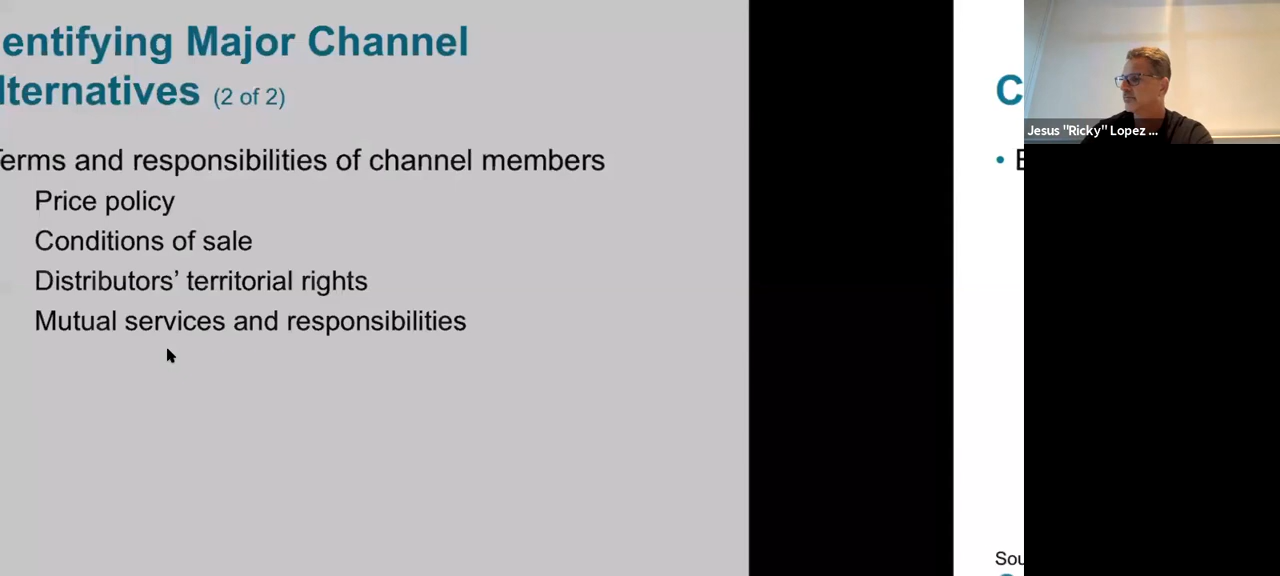 entifying Major Channel
lternatives (2 of 2)
Terms and responsibilities of channel members
Price policy
Conditions of sale
Distributors’ territorial rights
Mutual services and responsibilities
C
• E
Sou
Jesus "Ricky" Lopez ...